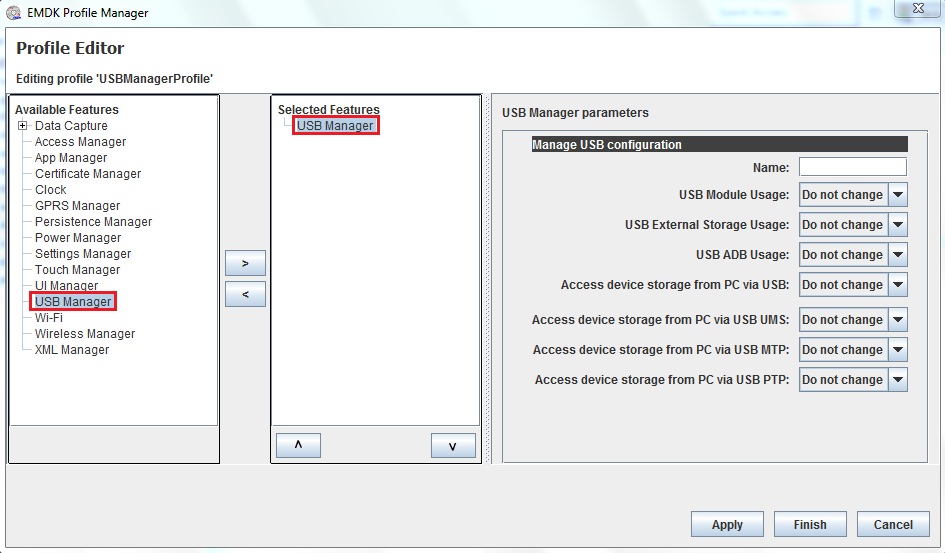 EMDK Profile Manager
Profile Editor
Editing profile 'USBManagerProfile'
Available Features
Data Capture
Access Manager
App Manager
Certificate Manager
Clock
GPRS Manager
Persistence Manager
Power Manager
Settings Manager
Touch Manager
UI Manager
USB Manager
Wi-Fi
Wireless Manager
XML Manager
>
<
Selected Features
USB Manager
^
v
USB Manager parameters
Manage USB configuration
Name:
USB Module Usage: Do not change
USB External Storage Usage: Do not change
USB ADB Usage: Do not change
Access device storage from PC via USB: Do not change
Access device storage from PC via USB UMS: Do not change
Access device storage from PC via USB MTP: Do not change
Access device storage from PC via USB PTP: Do not change
Apply Finish Cancel